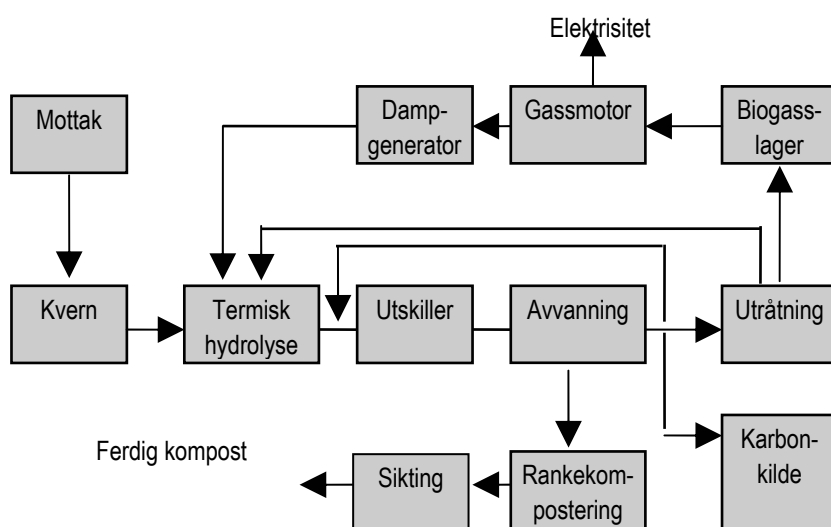 Elektrisitet
Mottak
Damp-
generator
Gassmotor
Biogass-
lager
Kvern
Termisk
hydrolyse
Utskiller
Avvanning
Utråtning
Ferdig kompost
Sikting
Rankekom-
postering
Karbon-
kilde